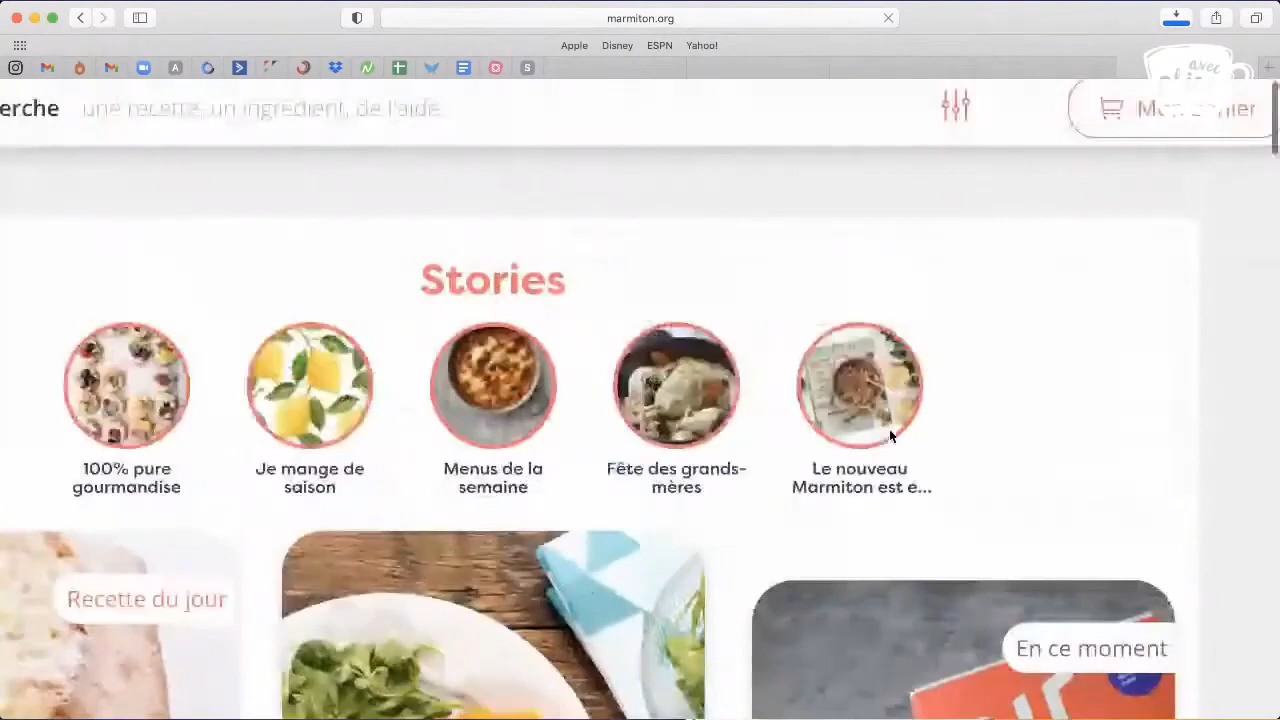 marmiton.org
Apple Disney ESPN Yahoo!
A S
avec
erche une recette, un ingrédient, de l'aide
Stories
100% pure
gourmandise
Je mange de
saison
Menus de la
semaine
Fête des grands-
mères
Le nouveau
Marmiton est e...
Recette du jour
En ce moment